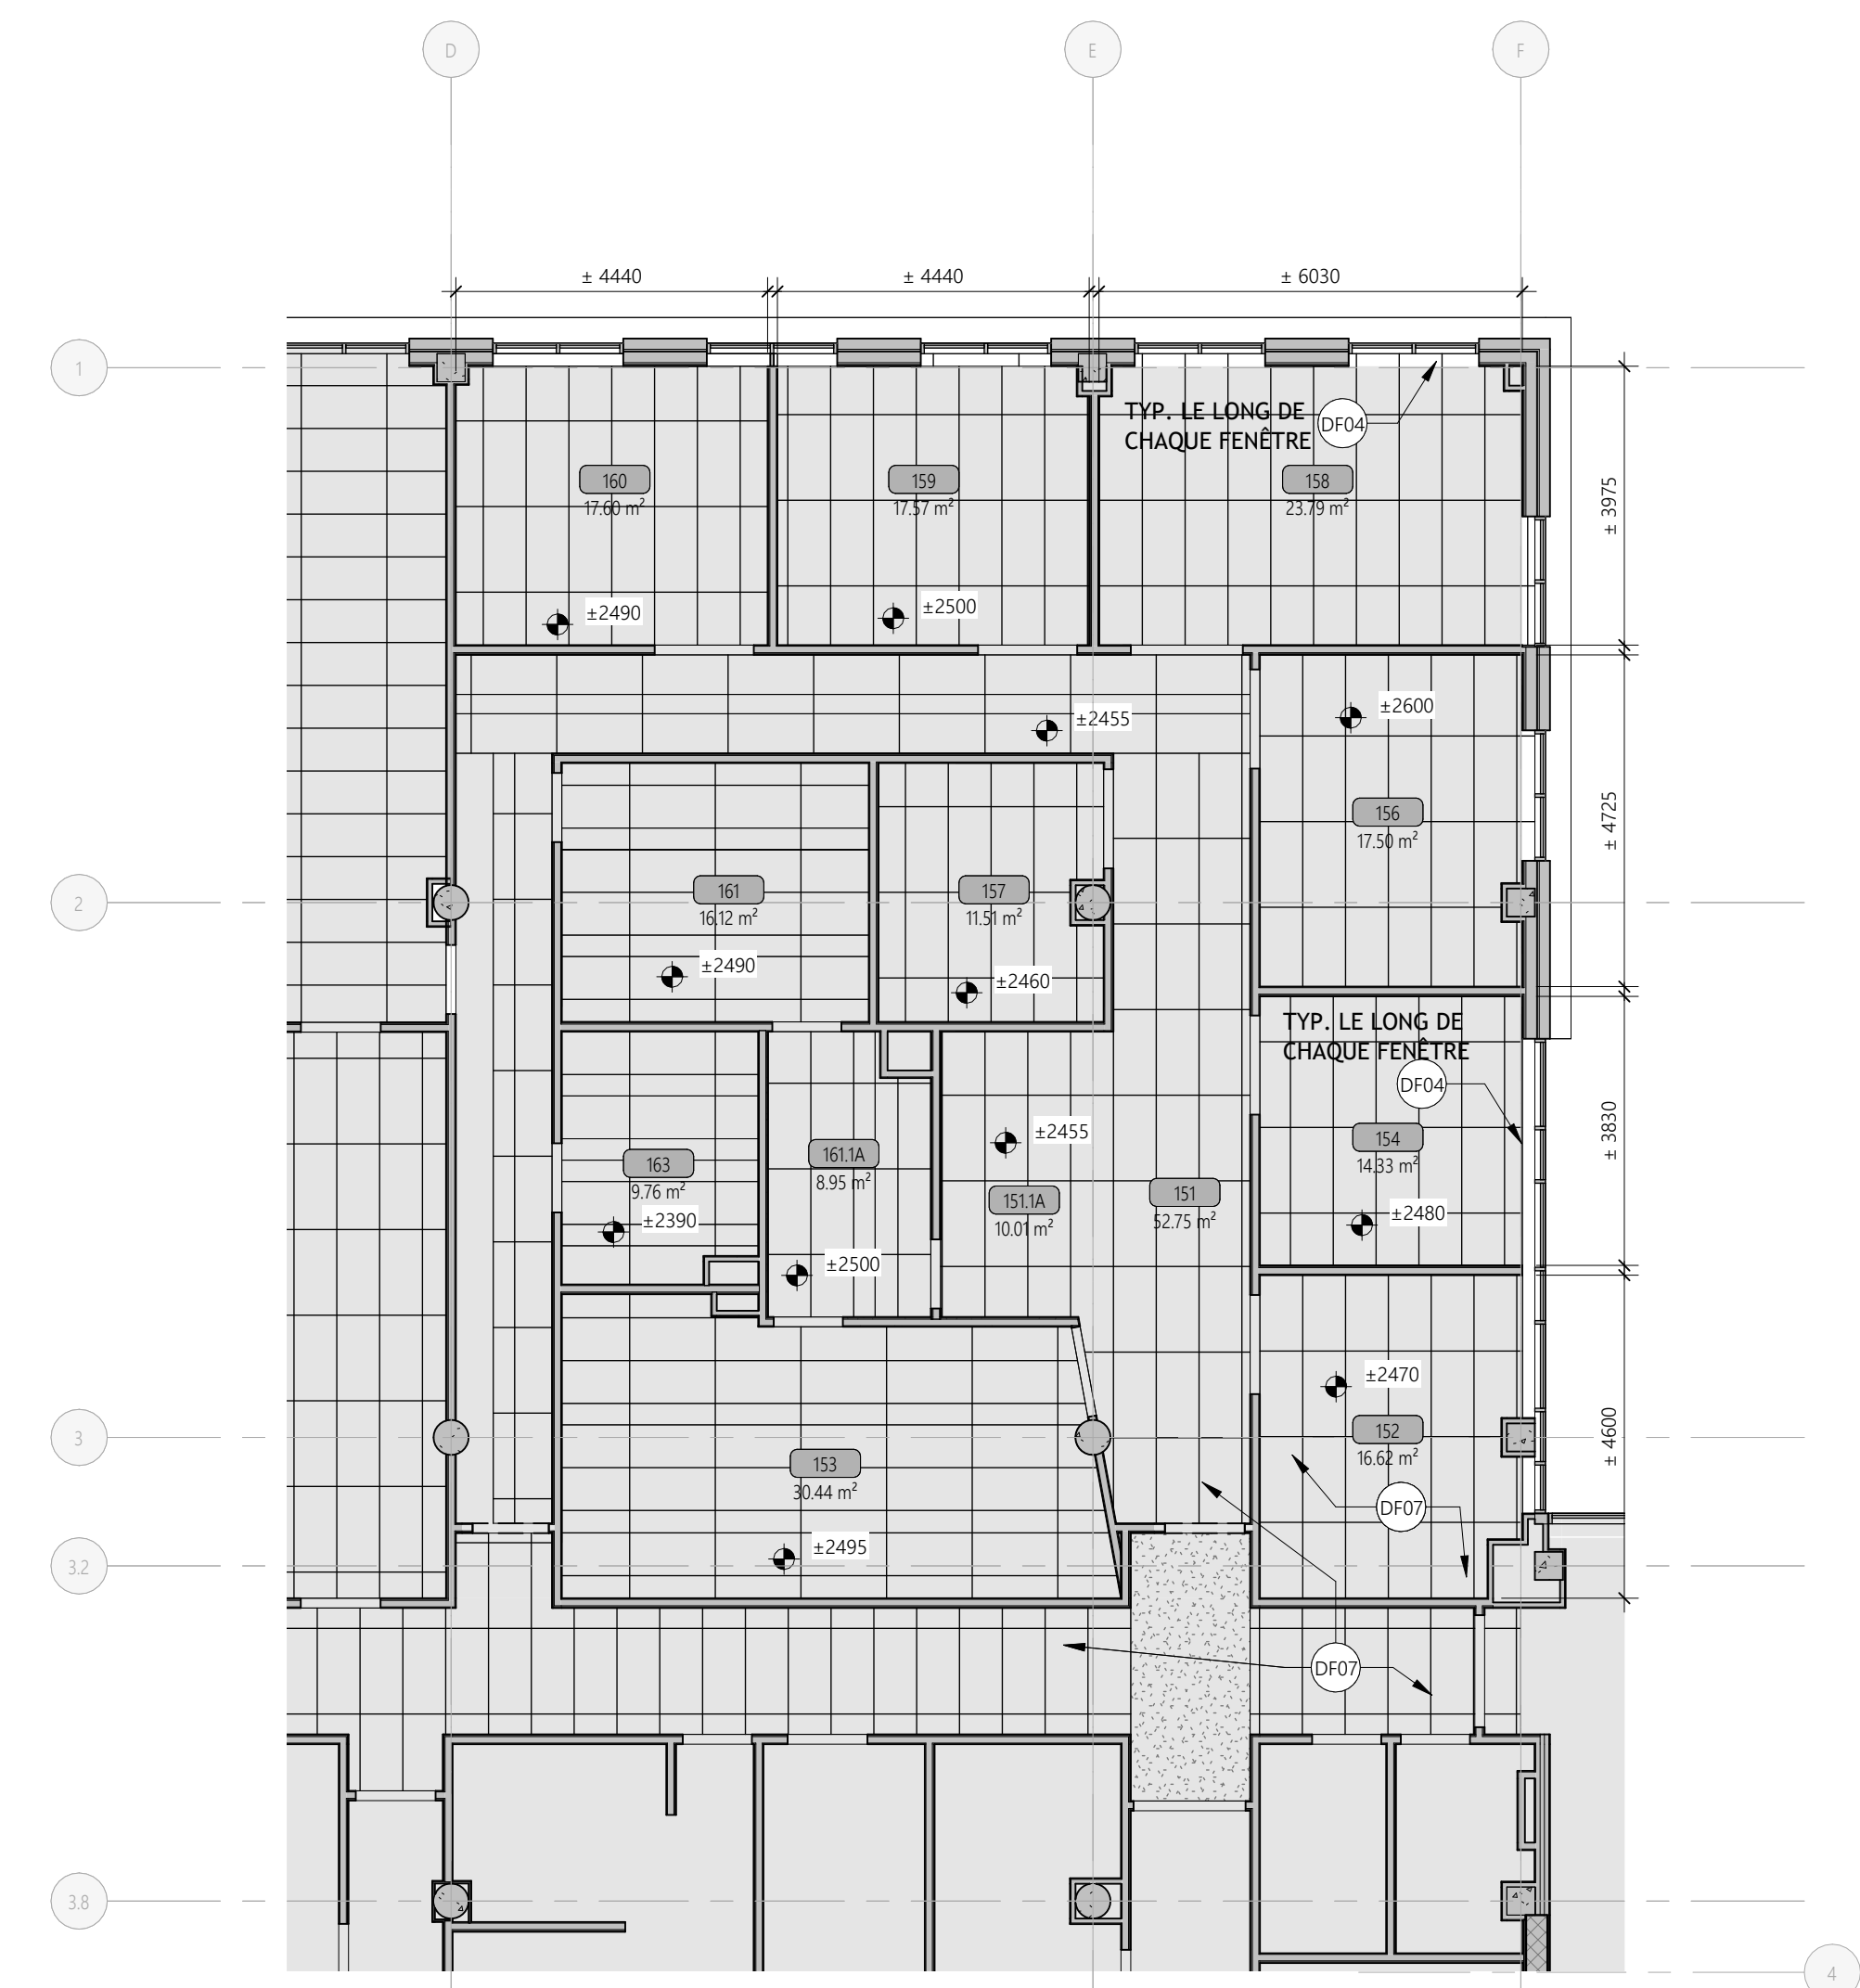 D E F
± 4440 ± 4440 ± 6030
1
TYP. LE LONG DE
CHAQUE FENÊTRE
DF04
160
17.60 m²
159
17.57 m²
158
23.79 m²
± 3975
±2490
±2500
±2455
±2600
156
17.50 m²
± 4725
2
161
16.12 m²
157
11.51 m²
±2490
±2460
TYP. LE LONG DE
CHAQUE FENÊTRE
DF04
±2455
154
14.33 m²
± 3830
163
9.76 m²
161.1A
8.95 m²
151.1A
10.01 m²
151
52.75 m²
±2390
±2480
±2500
±2470
3
152
16.62 m²
± 4600
153
30.44 m²
DF07
±2495
3.2
DF07
3.8
4